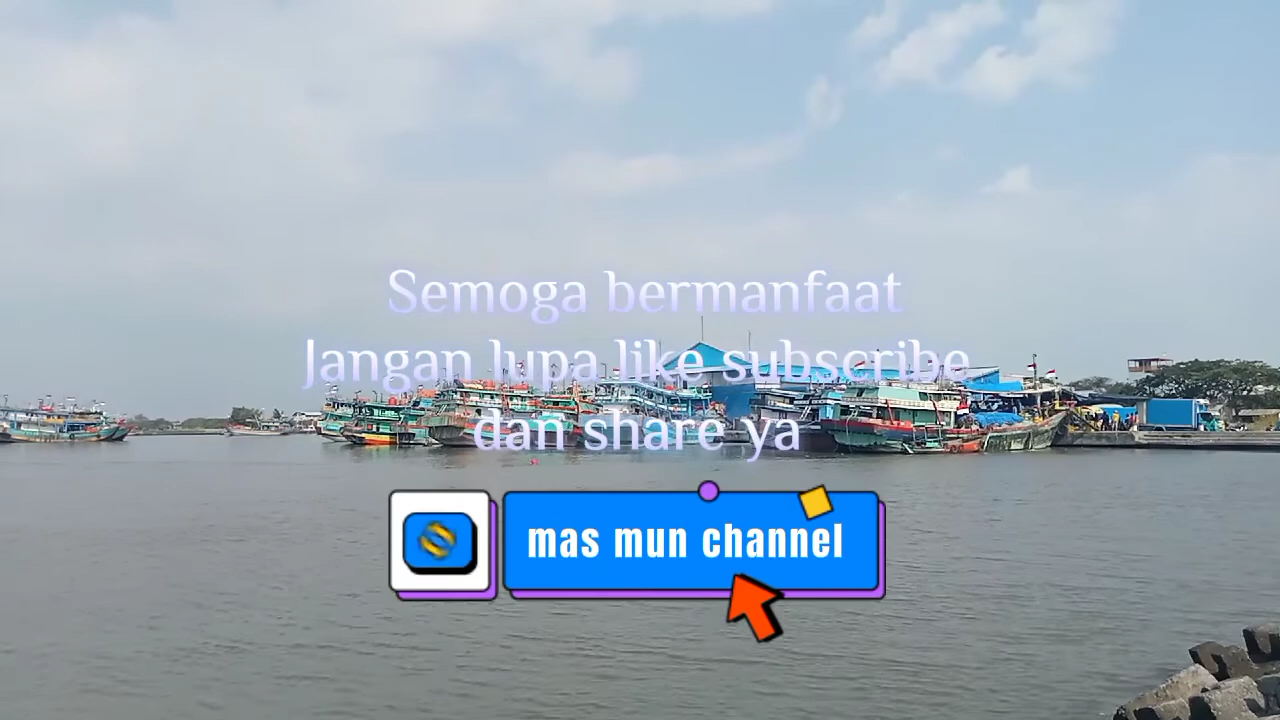 Semoga bermanfaat
Jangan lupa like subscribe
dan share ya
mas mun channel